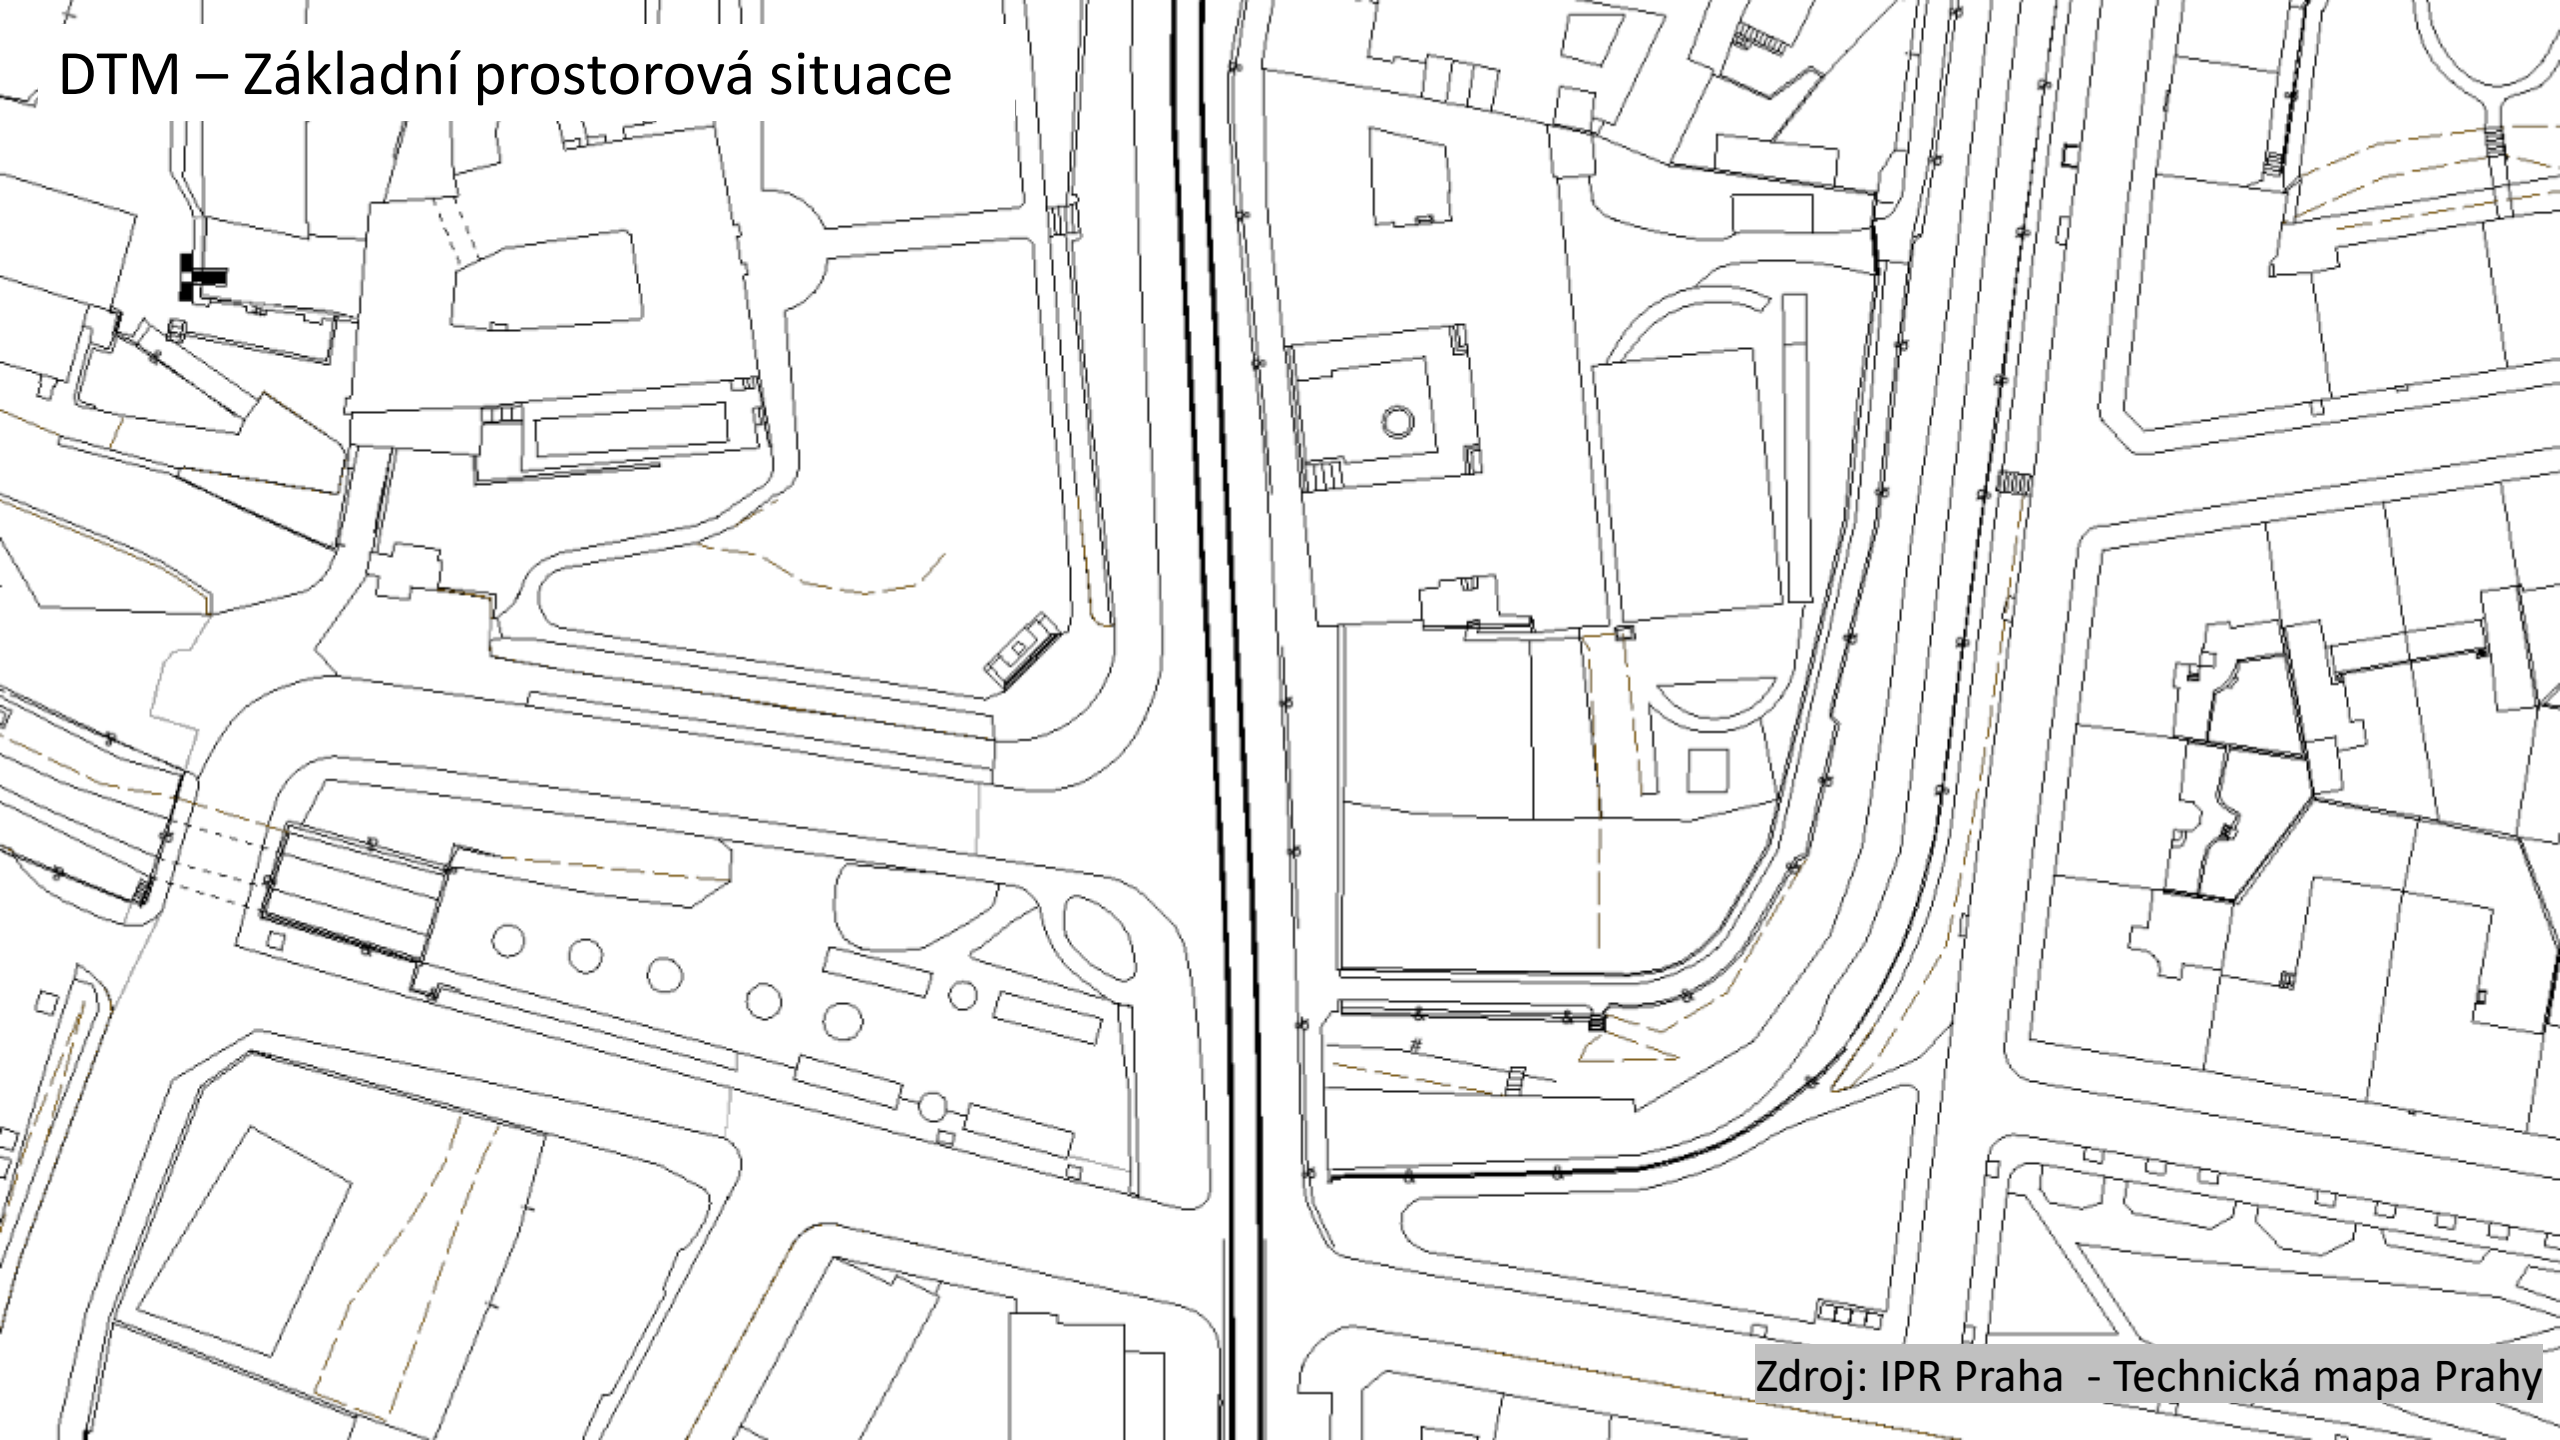 DTM – Základní prostorová situace
Zdroj: IPR Praha - Technická mapa Prahy